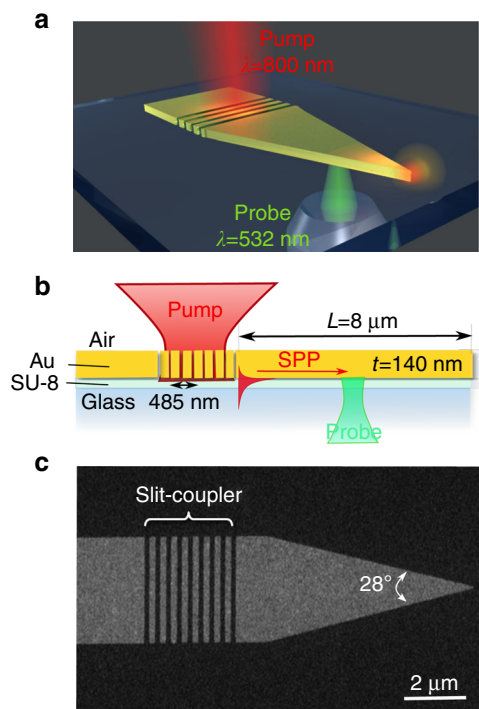 a
Pump
λ=800 nm
Probe
λ=532 nm
b
Pump
L=8 μm
Air
Au
SPP
t=140 nm
SU-8
Glass
485 nm
Probe
c
Slit-coupler
28°
2 μm